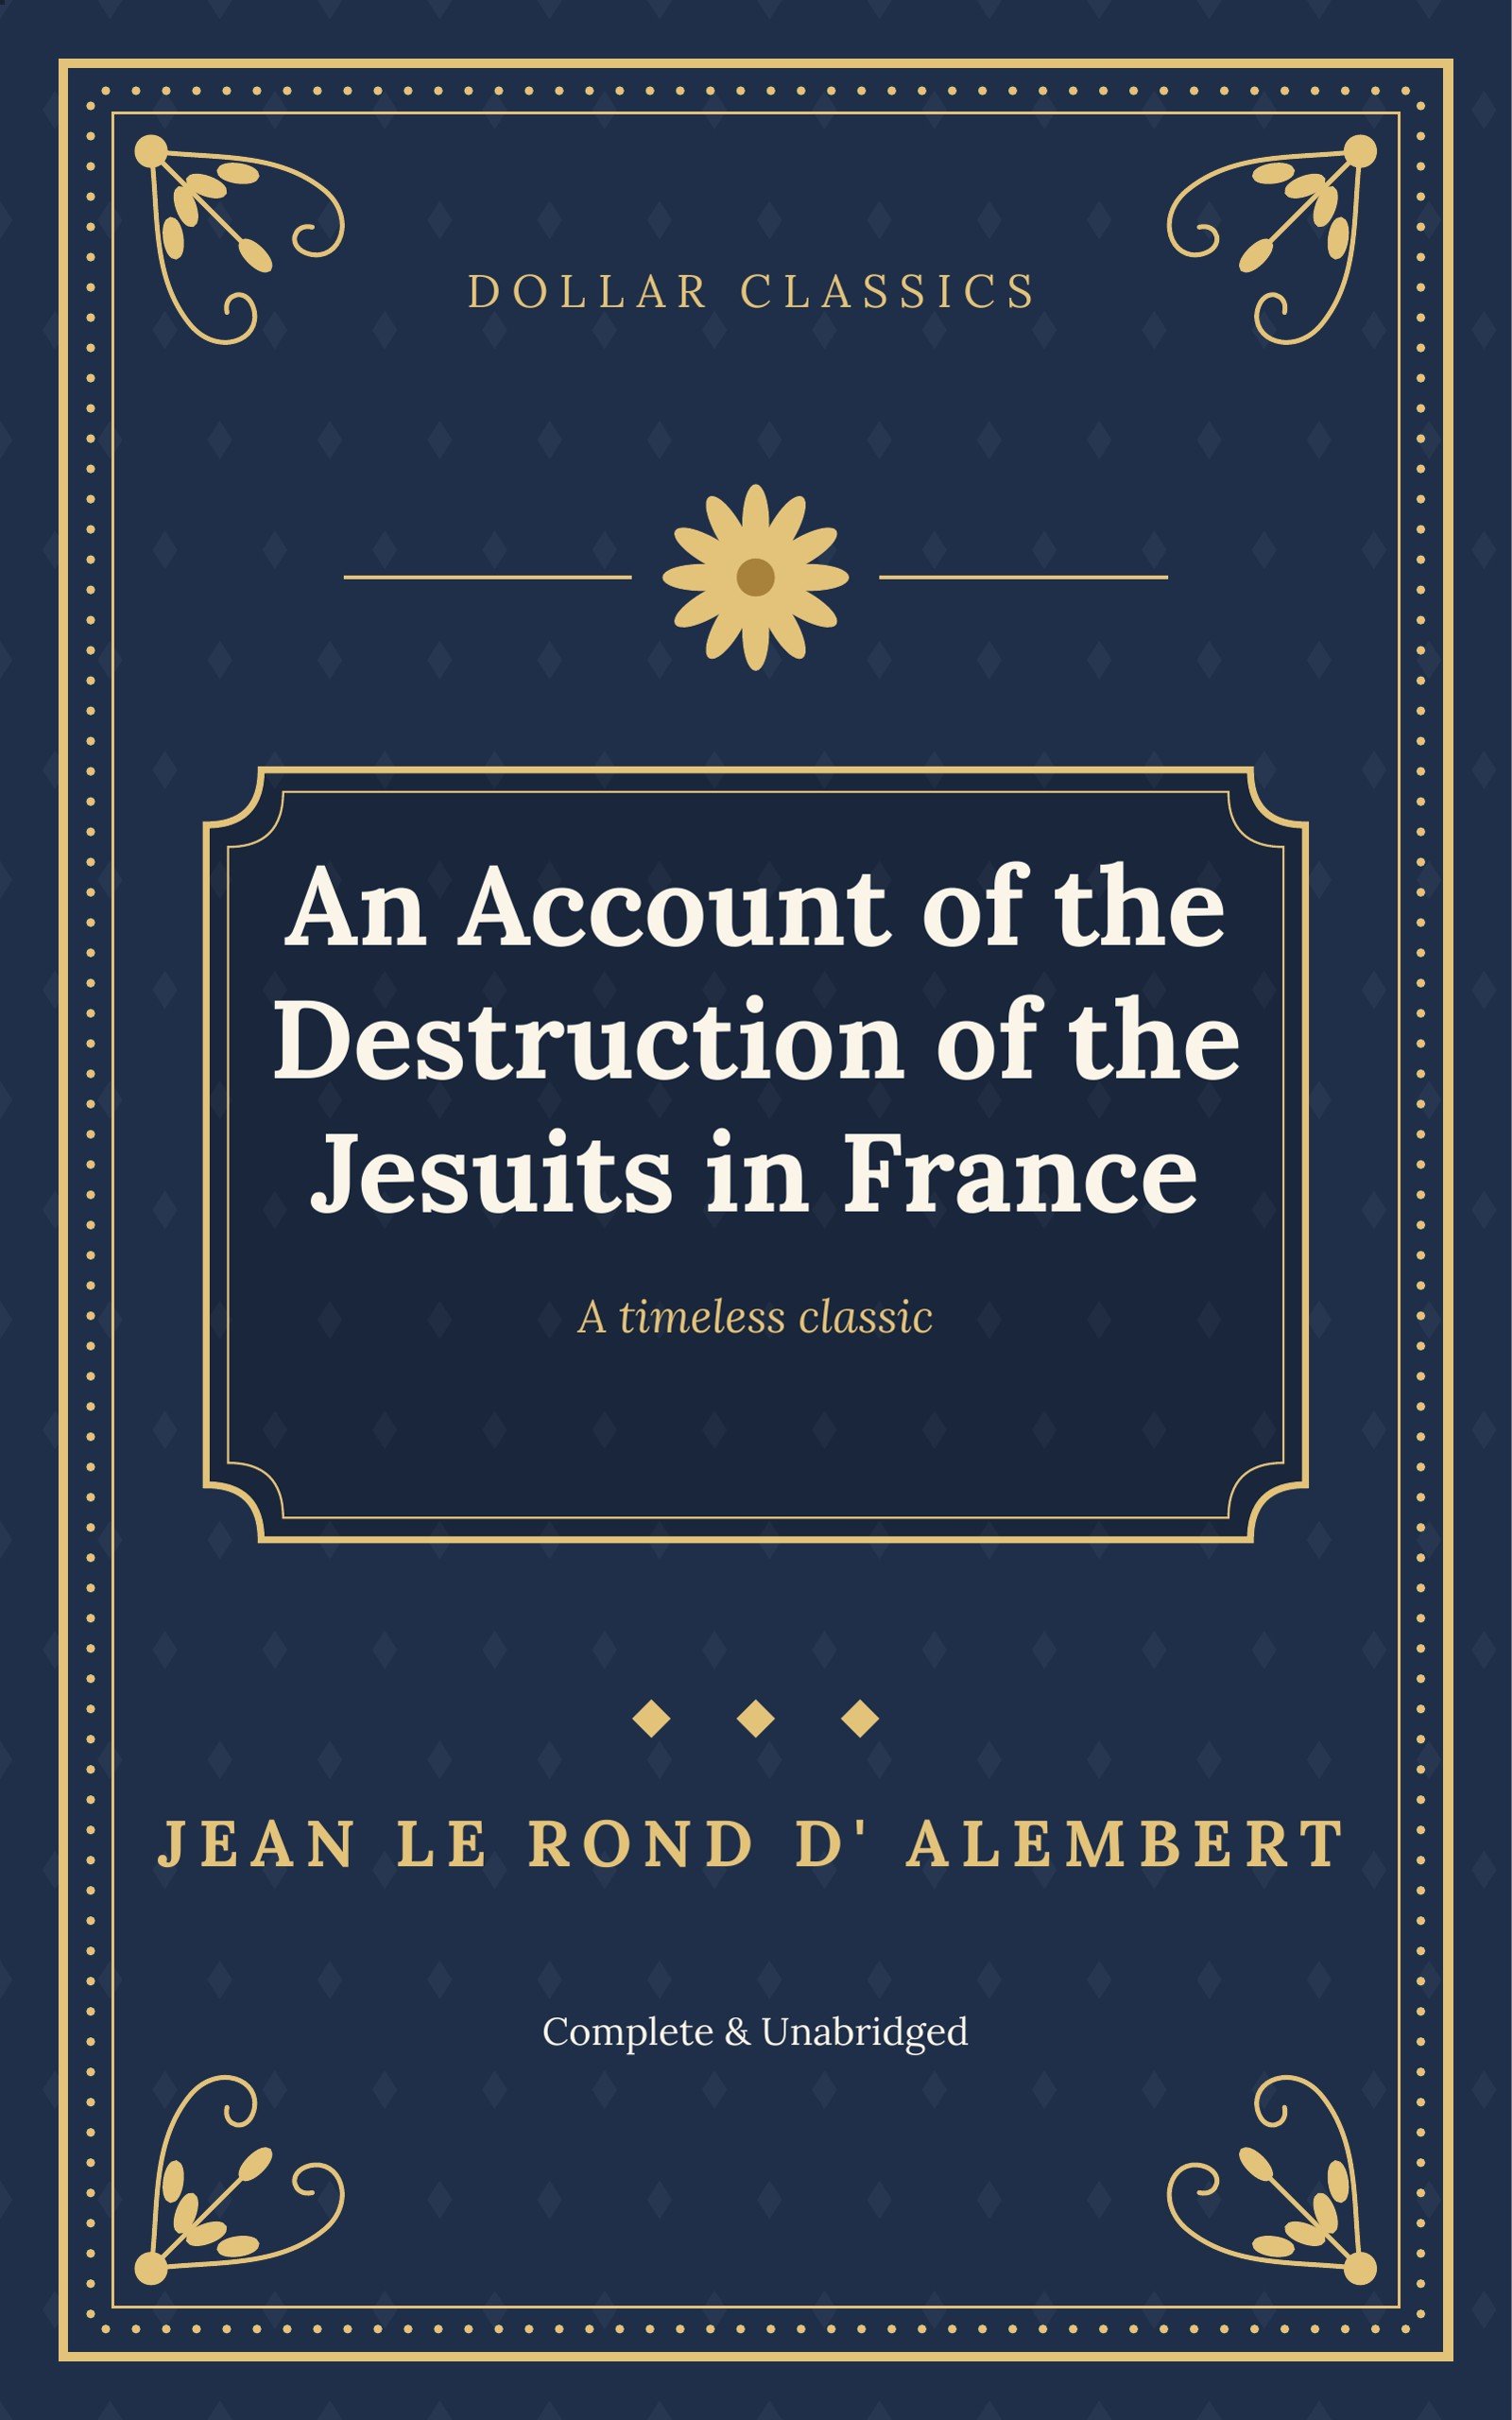 DOLLAR CLASSICS
An Account of the
Destruction of the
Jesuits in France
A timeless classic
JEAN LE ROND D' ALEMBERT
Complete & Unabridged